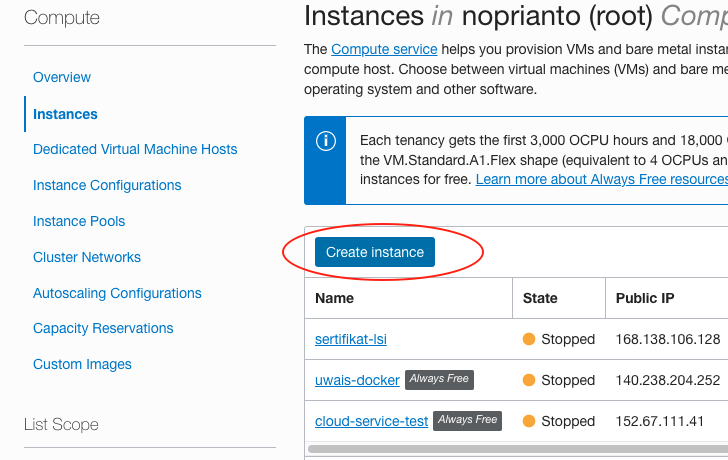 Compute
Overview
Instances
Dedicated Virtual Machine Hosts
Instance Configurations
Instance Pools
Cluster Networks
Autoscaling Configurations
Capacity Reservations
Custom Images
List Scope
Instances in noprianto (root)
The Compute service helps you provision VMs and bare metal
compute host. Choose between virtual machines (VMs) and bare
operating system and other software.
Each tenancy gets the first 3,000 OCPU hours and 18,000
the VM.Standard.A1.Flex shape (equivalent to 4 OCPUs
instances for free. Learn more about Always Free resources
Create instance
Name State Public IP
sertifikat-lsi Stopped 168.138.106.128
uwais-docker Always Free Stopped 140.238.204.252
cloud-service-test Always Free Stopped 152.67.111.41